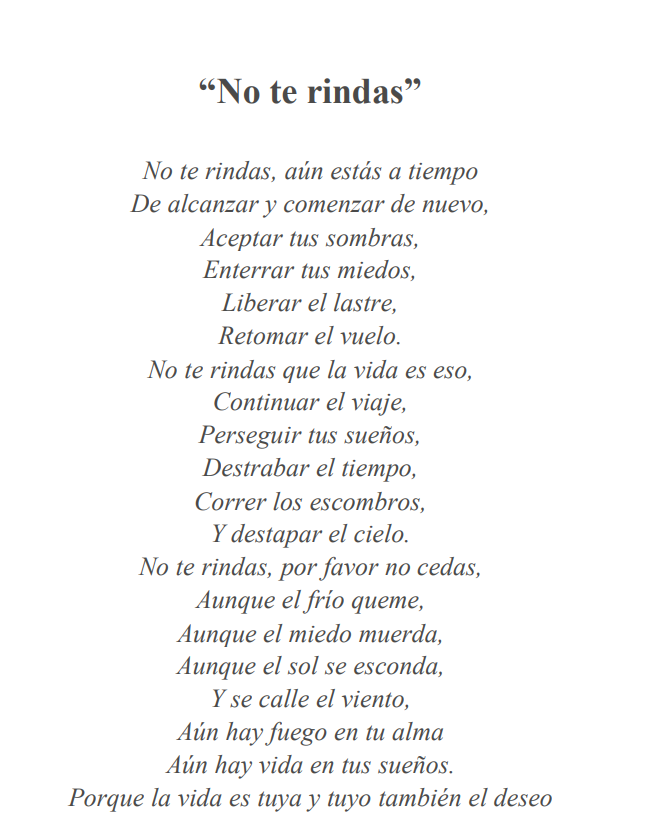 “No te rindas”
No te rindas, aún estás a tiempo
De alcanzar y comenzar de nuevo,
Aceptar tus sombras,
Enterrar tus miedos,
Liberar el lastre,
Retomar el vuelo.
No te rindas que la vida es eso,
Continuar el viaje,
Perseguir tus sueños,
Destrabar el tiempo,
Correr los escombros,
Y destapar el cielo.
No te rindas, por favor no cedas,
Aunque el frío queme,
Aunque el miedo muerda,
Aunque el sol se esconda,
Y se calle el viento,
Aún hay fuego en tu alma
Aún hay vida en tus sueños.
Porque la vida es tuya y tuyo también el deseo